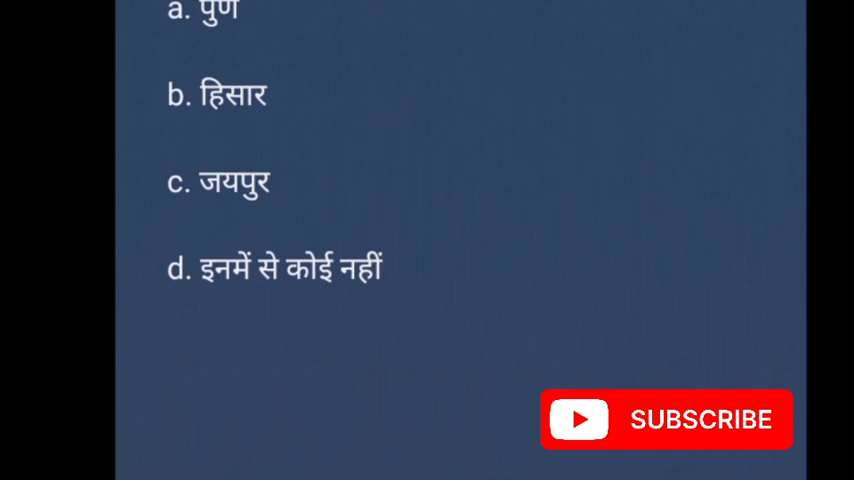 a. पुणे
b. हिसार
c. जयपुर
d. इनमें से कोई नहीं
SUBSCRIBE